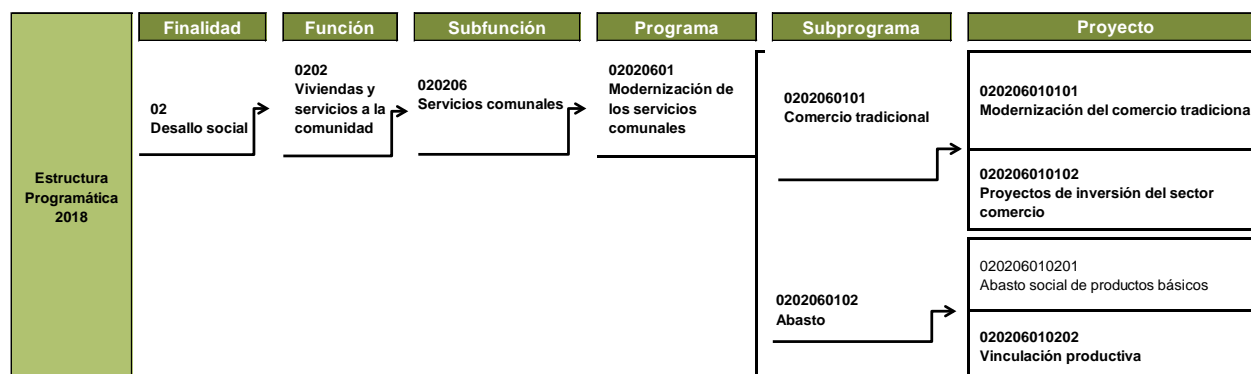 Finalidad
Función
Subfunción
Programa
Subprograma
Proyecto
Estructura
Programática
2018
02
Desallo social
0202
Viviendas y
servicios a la
comunidad
020206
Servicios comunales
02020601
Modernización de
los servicios
comunales
0202060101
Comercio tradicional
020206010101
Modernización del comercio tradiciona
020206010102
Proyectos de inversión del sector
comercio
0202060102
Abasto
020206010201
Abasto social de productos básicos
020206010202
Vinculación productiva